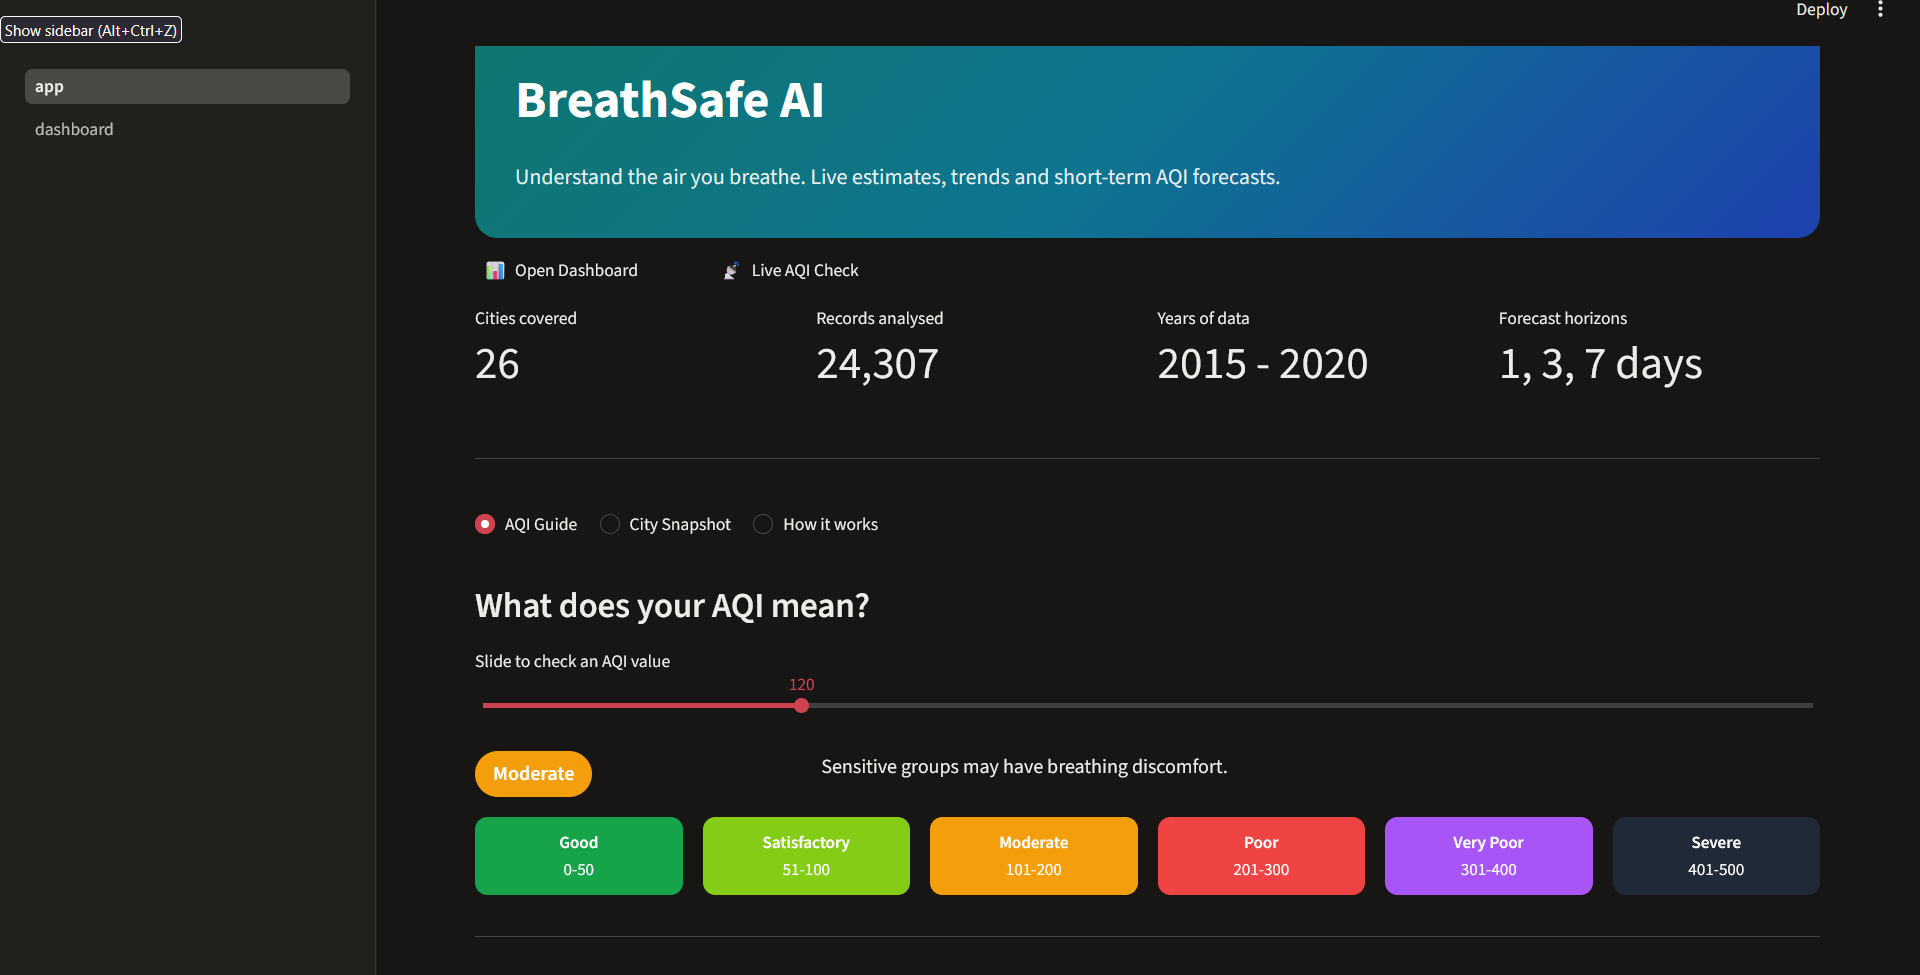 Show sidebar (Alt+Ctrl+Z)
app
dashboard
Deploy
BreathSafe AI
Understand the air you breathe. Live estimates, trends and short-term AQI forecasts.
Open Dashboard
Live AQI Check
Cities covered
26
Records analysed
24,307
Years of data
2015 - 2020
Forecast horizons
1, 3, 7 days
AQI Guide
City Snapshot
How it works
What does your AQI mean?
Slide to check an AQI value
120
Moderate
Sensitive groups may have breathing discomfort.
Good
0-50
Satisfactory
51-100
Moderate
101-200
Poor
201-300
Very Poor
301-400
Severe
401-500